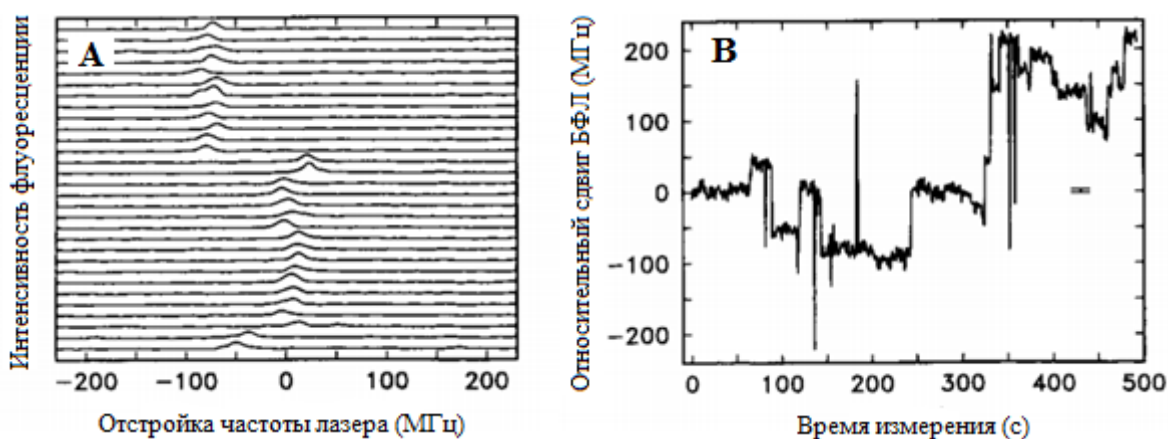 Интенсивность флуоресценции
A
−200 −100 0 100 200
Отстройка частоты лазера (МГц)
Относительный сдвиг БФЛ (МГц)
B
200
100
0
−100
−200
0 100 200 300 400 500
Время измерения (с)